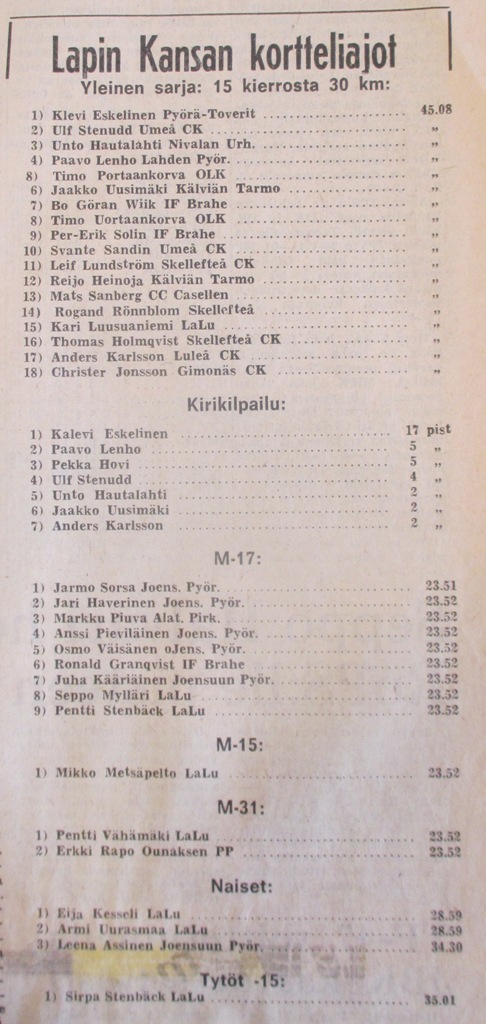 Lapin Kansan kortteliajot
Yleinen sarja: 15 kierrosta 30 km:
1) Klevi Eskelinen Pyörä-Toverit ........................ 45.08
2) Ulf Stenudd Umeå CK ........................ „
3) Unto Hautalahti Nivalan Urh. ........................ „
4) Paavo Lenho Lahden Pyör. ........................ „
8) Timo Portaankorva OLK ........................ „
6) Jaakko Uusimäki Kälviän Tarmo ........................ „
7) Bo Göran Wiik IF Brahe ........................ „
8) Timo Uortaankorva OLK ........................ „
9) Per-Erik Solin IF Brahe ........................ „
10) Svante Sandin Umeå CK ........................ „
11) Leif Lundström Skellefteå CK ........................ „
12) Reijo Heinoja Kälviän Tarmo ........................ „
13) Mats Sanberg CC Casellen ........................ „
14) Rogand Rönnblom Skellefteå ........................ „
15) Kari Luusuaniemi LaLu ........................ „
16) Thomas Holmqvist Skellefteå CK ........................ „
17) Anders Karlsson Luleå CK ........................ „
18) Christer Jonsson Gimonäs CK ........................ „
Kirikilpailu:
1) Kalevi Eskelinen ........................ 17 pist
2) Paavo Lenho ........................ 5 „
3) Pekka Hovi ........................ 5 „
4) Ulf Stenudd ........................ 4 „
5) Unto Hautalahti ........................ 2 „
6) Jaakko Uusimäki ........................ 2 „
7) Anders Karlsson ........................ 2 „
M-17:
1) Jarmo Sorsa Joens. Pyör. ........................ 23.51
2) Jari Haverinen Joens. Pyör. ........................ 23.52
3) Markku Piuva Alat. Pirk. ........................ 23.52
4) Anssi Pieviläinen Joens. Pyör. ........................ 23.52
5) Osmo Väisänen oJens. Pyör. ........................ 23.52
6) Ronald Granqvist IF Brahe ........................ 23.52
7) Juha Kääriäinen Joensuun Pyör. ........................ 23.52
8) Seppo Mylläri LaLu ........................ 23.52
9) Pentti Stenbäck LaLu ........................ 23.52
M-15:
1) Mikko Metsäpelto LaLu ........................ 23.52
M-31:
1) Pentti Vähämäki LaLu ........................ 23.52
2) Erkki Rapo Ounaksen PP ........................ 23.52
Naiset:
1) Eija Kesseli LaLu ........................ 28.59
2) Armi Uurasmaa LaLu ........................ 28.59
3) Leena Assinen Joensuun Pyör. ........................ 34.30
Tytöt -15:
1) Sirpa Stenbäck LaLu ........................ 35.01